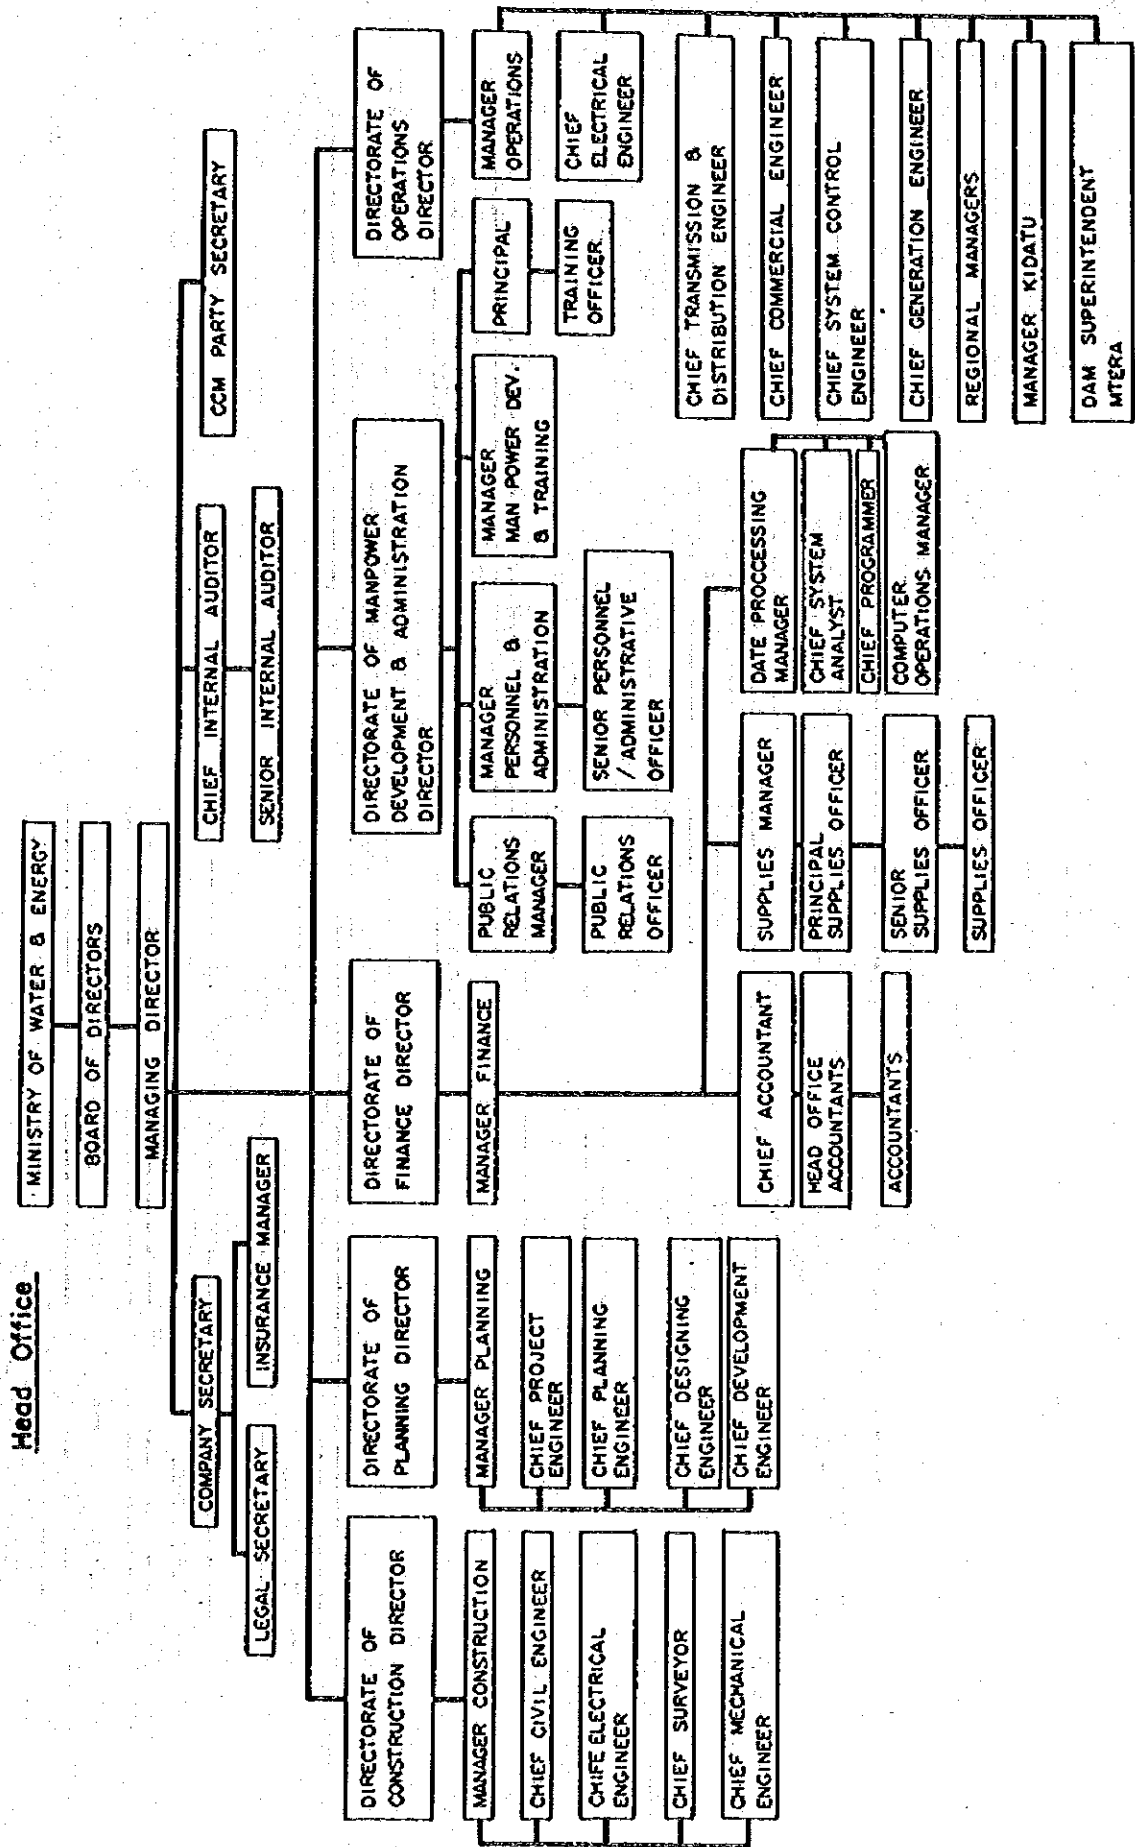 Head Office
MINISTRY OF WATER & ENERGY
BOARD OF DIRECTORS
MANAGING DIRECTOR
COMPANY SECRETARY
LEGAL SECRETARY
INSURANCE MANAGER
CHIEF INTERNAL AUDITOR
SENIOR INTERNAL AUDITOR
CCM PARTY SECRETARY
DIRECTORATE OF
CONSTRUCTION DIRECTOR
MANAGER CONSTRUCTION
CHIEF CIVIL ENGINEER
CHIFE ELECTRICAL
ENGINEER
CHIEF SURVEYOR
CHIEF MECHANICAL
ENGINEER
DIRECTORATE OF
PLANNING DIRECTOR
MANAGER PLANNING
CHIEF PROJECT
ENGINEER
CHIEF PLANNING
ENGINEER
CHIEF DESIGNING
ENGINEER
CHIEF DEVELOPMENT
ENGINEER
DIRECTORATE OF
FINANCE DIRECTOR
MANAGER FINANCE
CHIEF ACCOUNTANT
HEAD OFFICE
ACCOUNTANTS
ACCOUNTANTS
SUPPLIES MANAGER
PRINCIPAL
SUPPLIES OFFICER
SENIOR
SUPPLIES OFFICER
SUPPLIES OFFICER
DATE PROCCESSING
MANAGER
CHIEF SYSTEM
ANALYST
CHIEF PROGRAMMER
COMPUTER
OPERATIONS MANAGER
DIRECTORATE OF MANPOWER
DEVELOPMENT & ADMINISTRATION
DIRECTOR
PUBLIC
RELATIONS
MANAGER
PUBLIC
RELATIONS
OFFICER
MANAGER
PERSONNEL &
ADMINISTRATION
SENIOR PERSONNEL
/ ADMINISTRATIVE
OFFICER
MANAGER
MAN POWER DEV.
& TRAINING
PRINCIPAL
TRAINING
OFFICER
DIRECTORATE OF
OPERATIONS
DIRECTOR
MANAGER
OPERATIONS
CHIEF
ELECTRICAL
ENGINEER
CHIEF TRANSMISSION &
DISTRIBUTION ENGINEER
CHIEF COMMERCIAL ENGINEER
CHIEF SYSTEM CONTROL
ENGINEER
CHIEF GENERATION ENGINEER
REGIONAL MANAGERS
MANAGER KIDATU
DAM SUPERINTENDENT
MTERA